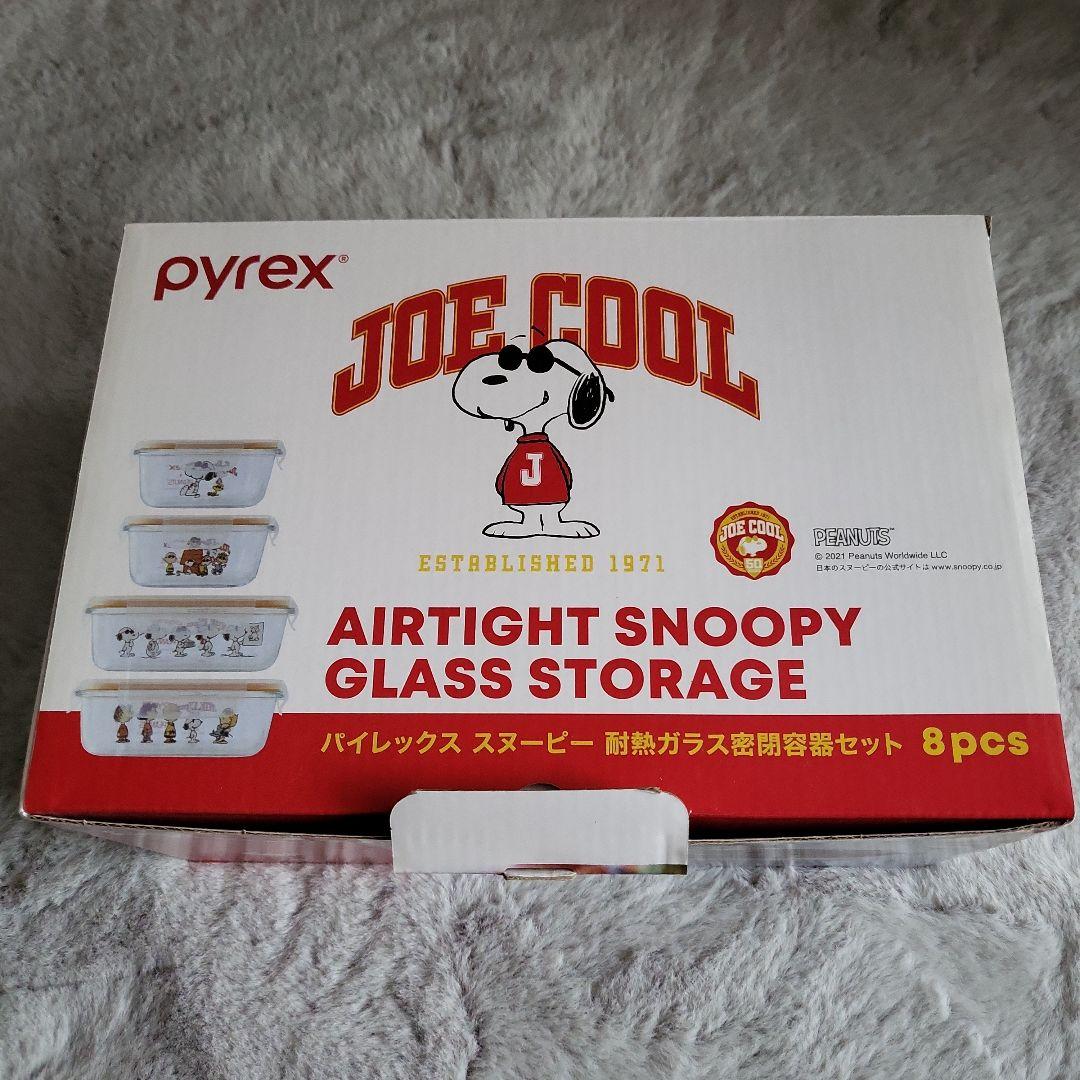 pyrex®
JOE COOL
J
ESTABLISHED 1971
ESTABLISHED 1971
JOE COOL
50
PEANUTS™
© 2021 Peanuts Worldwide LLC
日本のスヌーピーの公式サイトは www.snoopy.co.jp
AIRTIGHT SNOOPY
GLASS STORAGE
パイレックス スヌーピー 耐熱ガラス密閉容器セット 8pcs